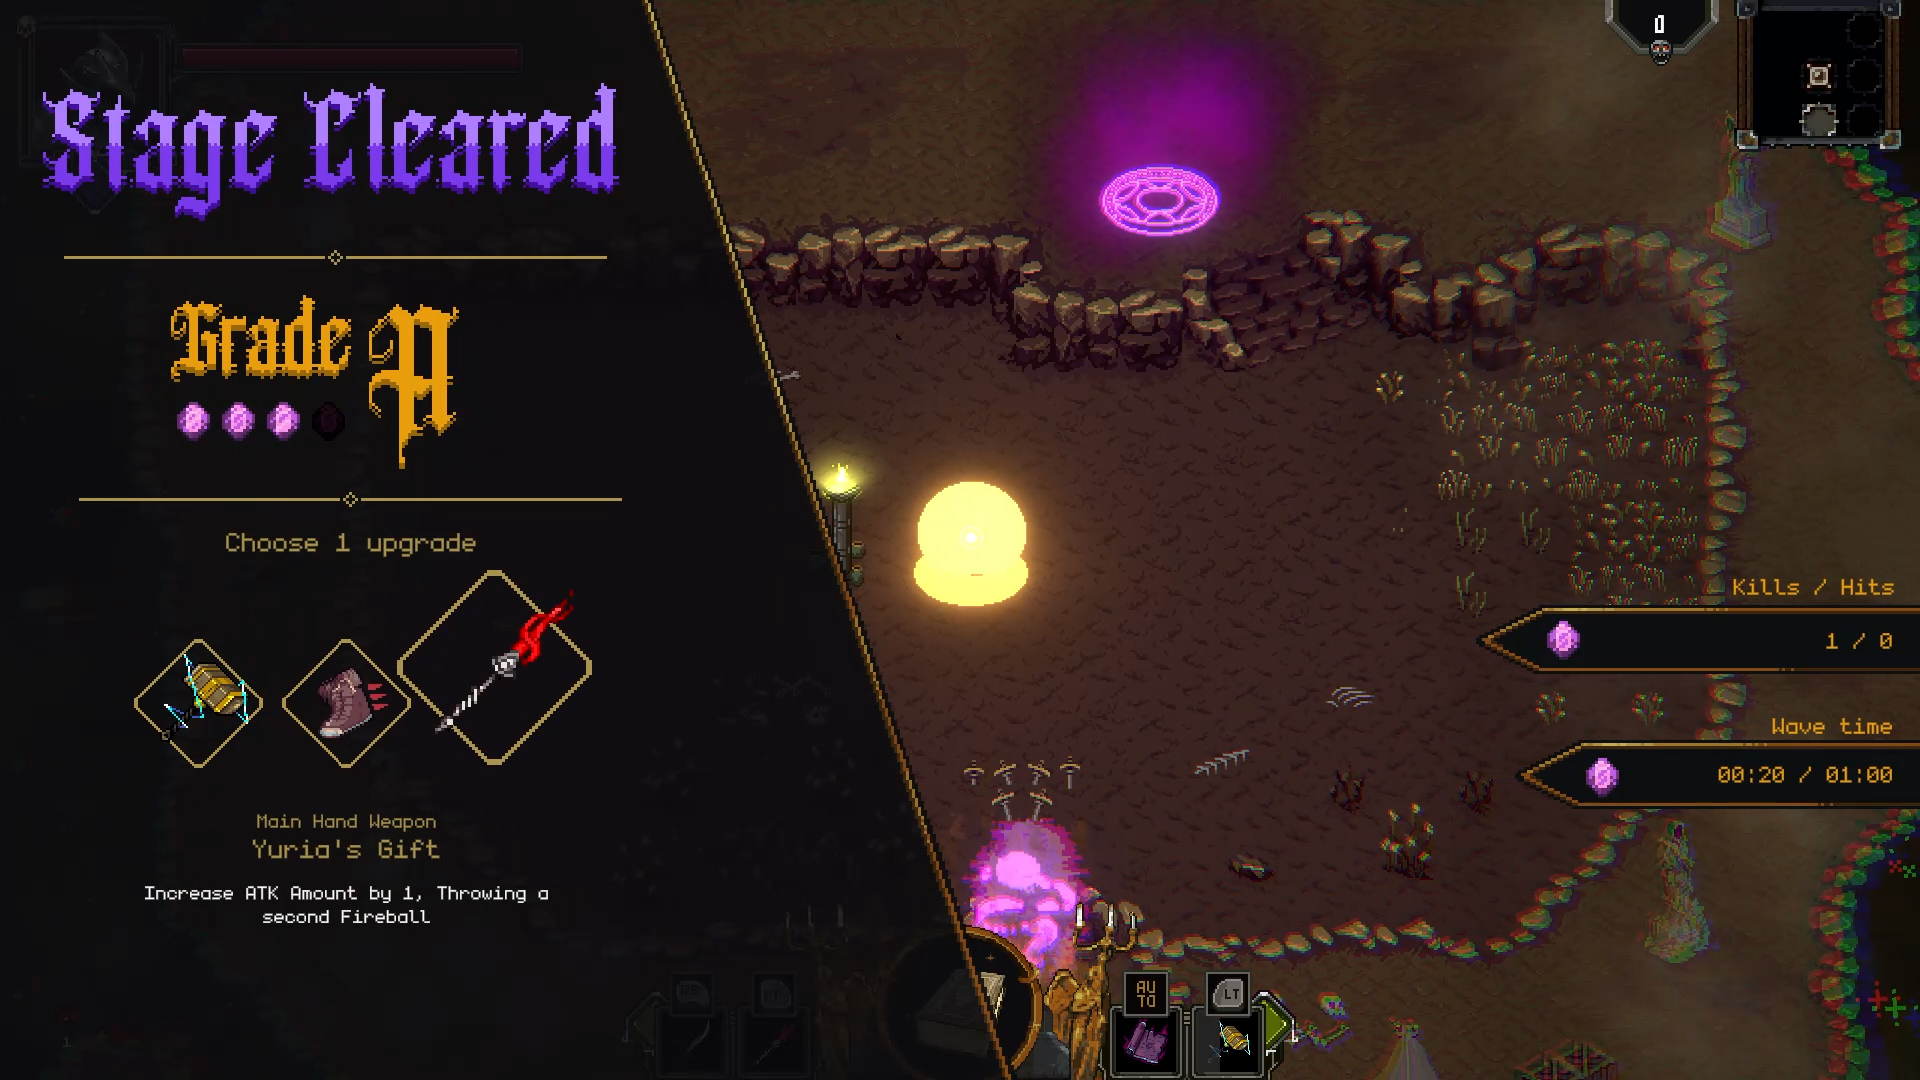 Stage Cleared
Grade A
Choose 1 upgrade
Main Hand Weapon
Yuria's Gift
Increase ATK Amount by 1, Throwing a
second Fireball
0
Kills / Hits
1 / 0
Wave time
00:20 / 01:00
AU
TO
LT